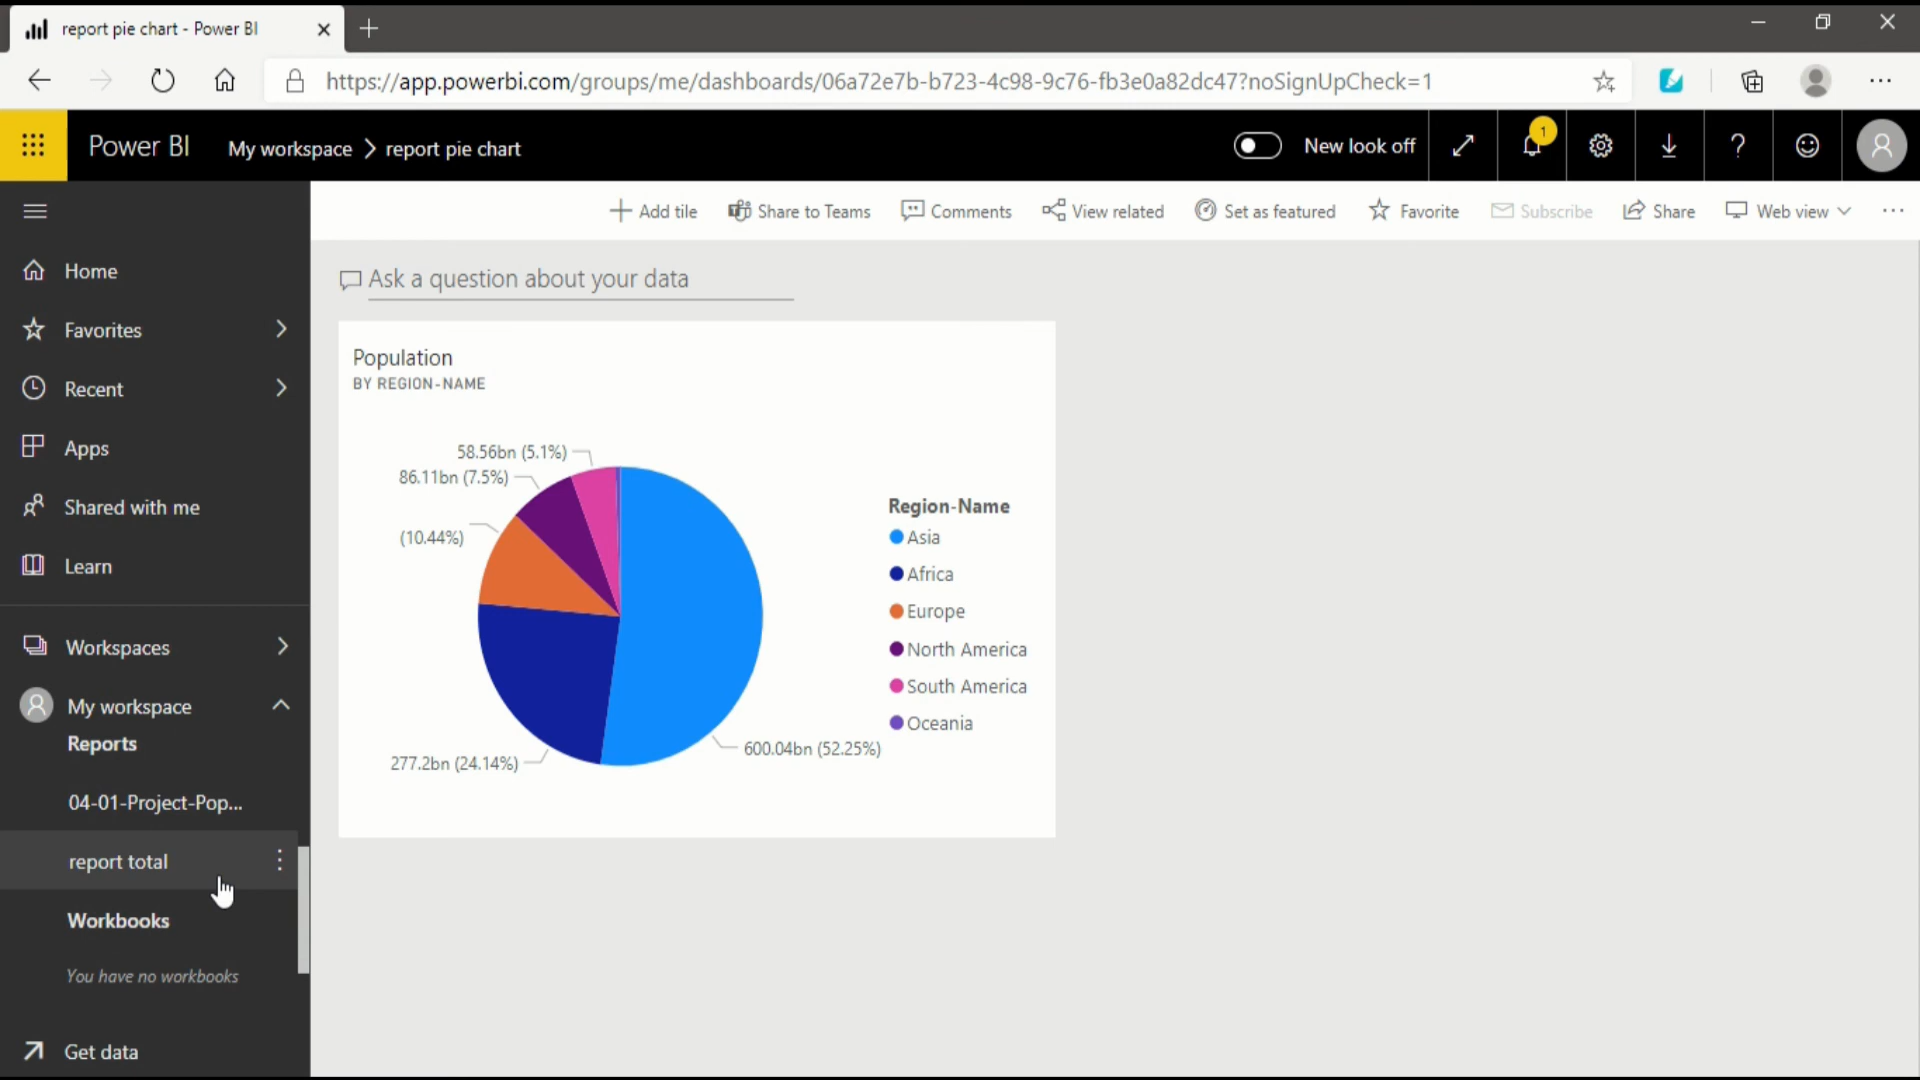 report pie chart - Power BI
https://app.powerbi.com/groups/me/dashboards/06a72e7b-b723-4c98-9c76-fb3e0a82dc47?noSignUpCheck=1
Power BI
My workspace > report pie chart
New look off
1
Add tile
Share to Teams
Comments
View related
Set as featured
Favorite
Subscribe
Share
Web view
Home
Favorites
Recent
Apps
Shared with me
Learn
Workspaces
My workspace
Reports
04-01-Project-Pop...
report total
Workbooks
You have no workbooks
Get data
Ask a question about your data
Population
BY REGION-NAME
58.56bn (5.1%)
86.11bn (7.5%)
(10.44%)
277.2bn (24.14%)
600.04bn (52.25%)
Region-Name
Asia
Africa
Europe
North America
South America
Oceania